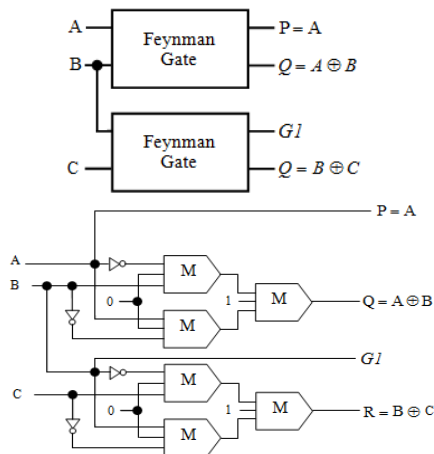 A
Feynman
Gate
P = A
B
Q = A ⊕ B
Feynman
Gate
G1
C
Q = B ⊕ C
P = A
A
M
B
0
1
M
Q = A ⊕ B
M
G1
M
C
0
1
M
R = B ⊕ C
M